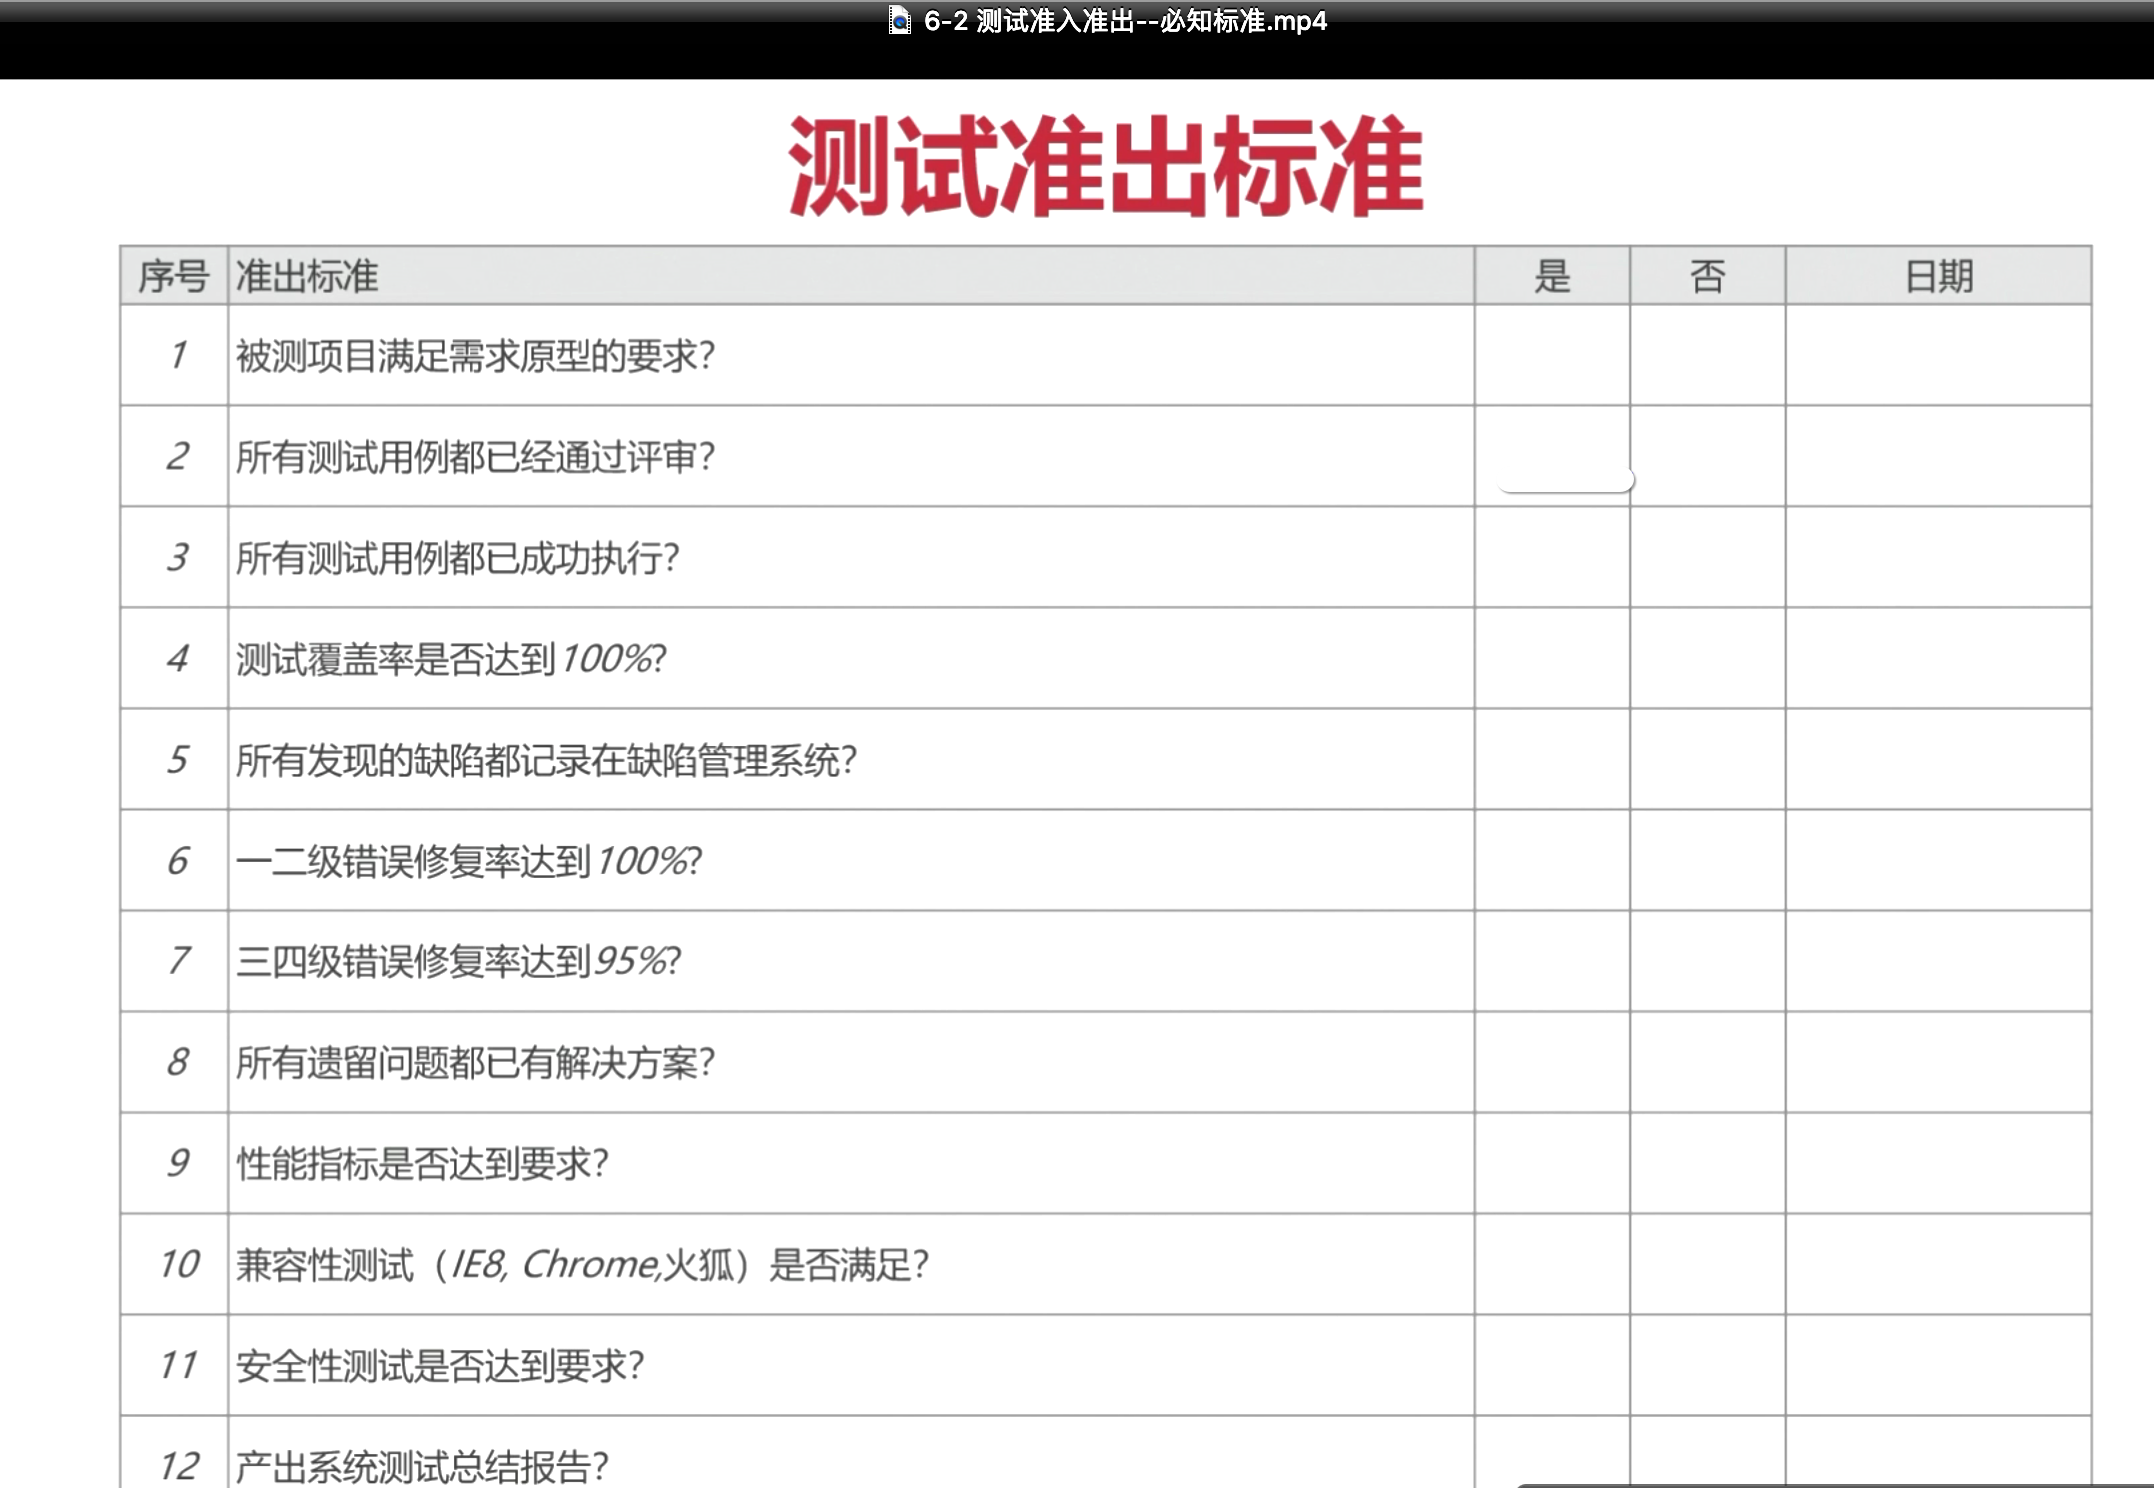 6-2 测试准入准出--必知标准.mp4
测试准出标准
序号 准出标准 是 否 日期
1 被测项目满足需求原型的要求?
2 所有测试用例都已经通过评审?
3 所有测试用例都已成功执行?
4 测试覆盖率是否达到100%?
5 所有发现的缺陷都记录在缺陷管理系统?
6 一二级错误修复率达到100%?
7 三四级错误修复率达到95%?
8 所有遗留问题都已有解决方案?
9 性能指标是否达到要求?
10 兼容性测试（IE8, Chrome,火狐）是否满足?
11 安全性测试是否达到要求?
12 产出系统测试总结报告?